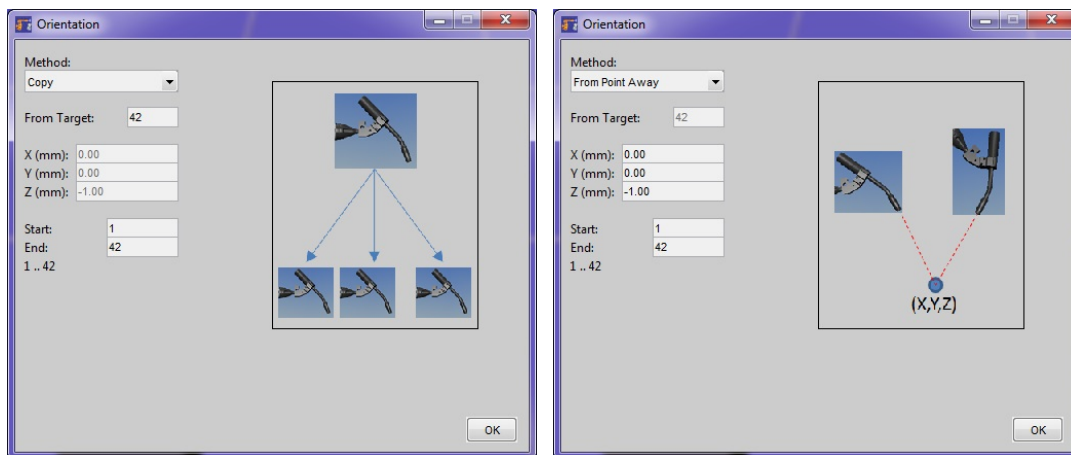 Orientation
Method:
Copy
From Target: 42
X (mm): 0.00
Y (mm): 0.00
Z (mm): -1.00
Start: 1
End: 42
1 .. 42
OK
Orientation
Method:
From Point Away
From Target: 42
X (mm): 0.00
Y (mm): 0.00
Z (mm): -1.00
Start: 1
End: 42
1 .. 42
(X,Y,Z)
OK